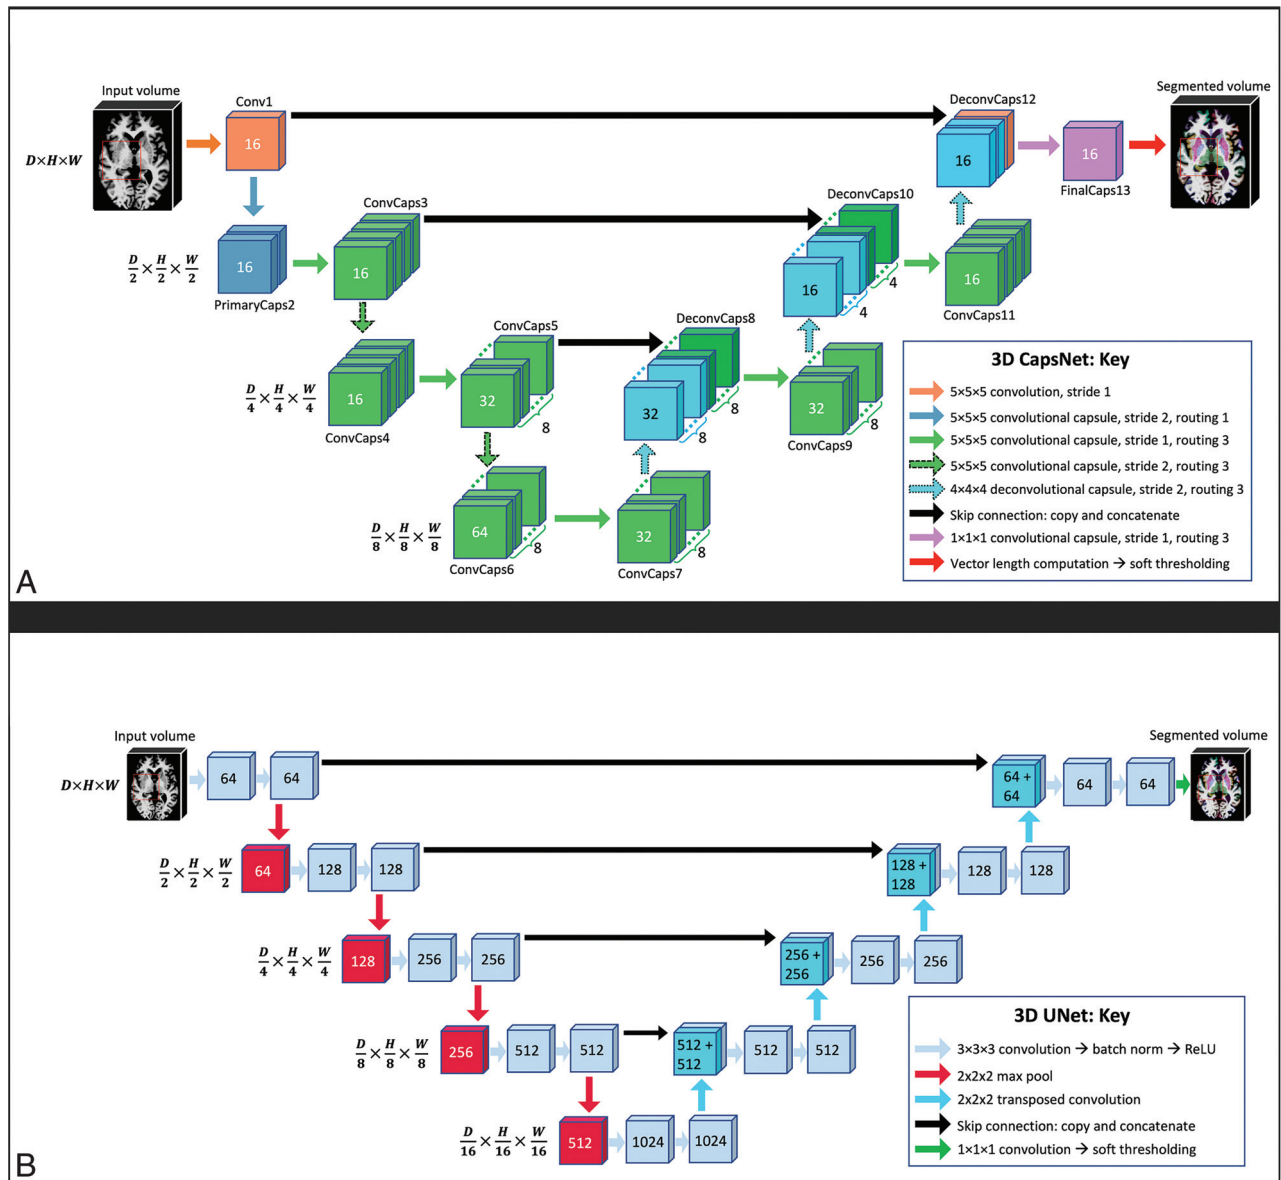 Input volume
Conv1
DeconvCaps12
Segmented volume
D×H×W
16
16
16
ConvCaps3
DeconvCaps10
FinalCaps13
D/2 × H/2 × W/2
16
16
16
4
4
PrimaryCaps2
ConvCaps11
ConvCaps5
DeconvCaps8
D/4 × H/4 × W/4
16
32
8
32
8
8
32
8
ConvCaps4
ConvCaps9
D/8 × H/8 × W/8
64
8
32
8
ConvCaps6
ConvCaps7
3D CapsNet: Key
5×5×5 convolution, stride 1
5×5×5 convolutional capsule, stride 2, routing 1
5×5×5 convolutional capsule, stride 1, routing 3
5×5×5 convolutional capsule, stride 2, routing 3
4×4×4 deconvolutional capsule, stride 2, routing 3
Skip connection: copy and concatenate
1×1×1 convolutional capsule, stride 1, routing 3
Vector length computation → soft thresholding
A
Input volume
Segmented volume
D×H×W
64
64
64 +
64
64
64
D/2 × H/2 × W/2
64
128
128
128 +
128
128
128
D/4 × H/4 × W/4
128
256
256
256 +
256
256
256
D/8 × H/8 × W/8
256
512
512
512 +
512
512
512
D/16 × H/16 × W/16
512
1024
1024
3D UNet: Key
3×3×3 convolution → batch norm → ReLU
2x2x2 max pool
2x2x2 transposed convolution
Skip connection: copy and concatenate
1×1×1 convolution → soft thresholding
B